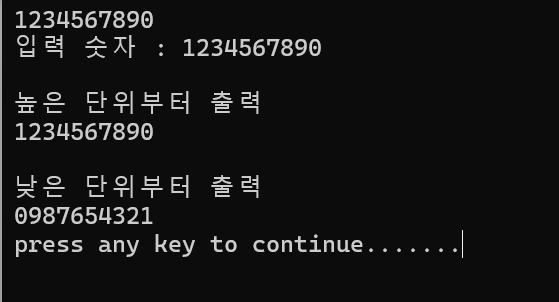 1234567890
입력 숫자 : 1234567890
높은 단위부터 출력
1234567890
낮은 단위부터 출력
0987654321
press any key to continue.......